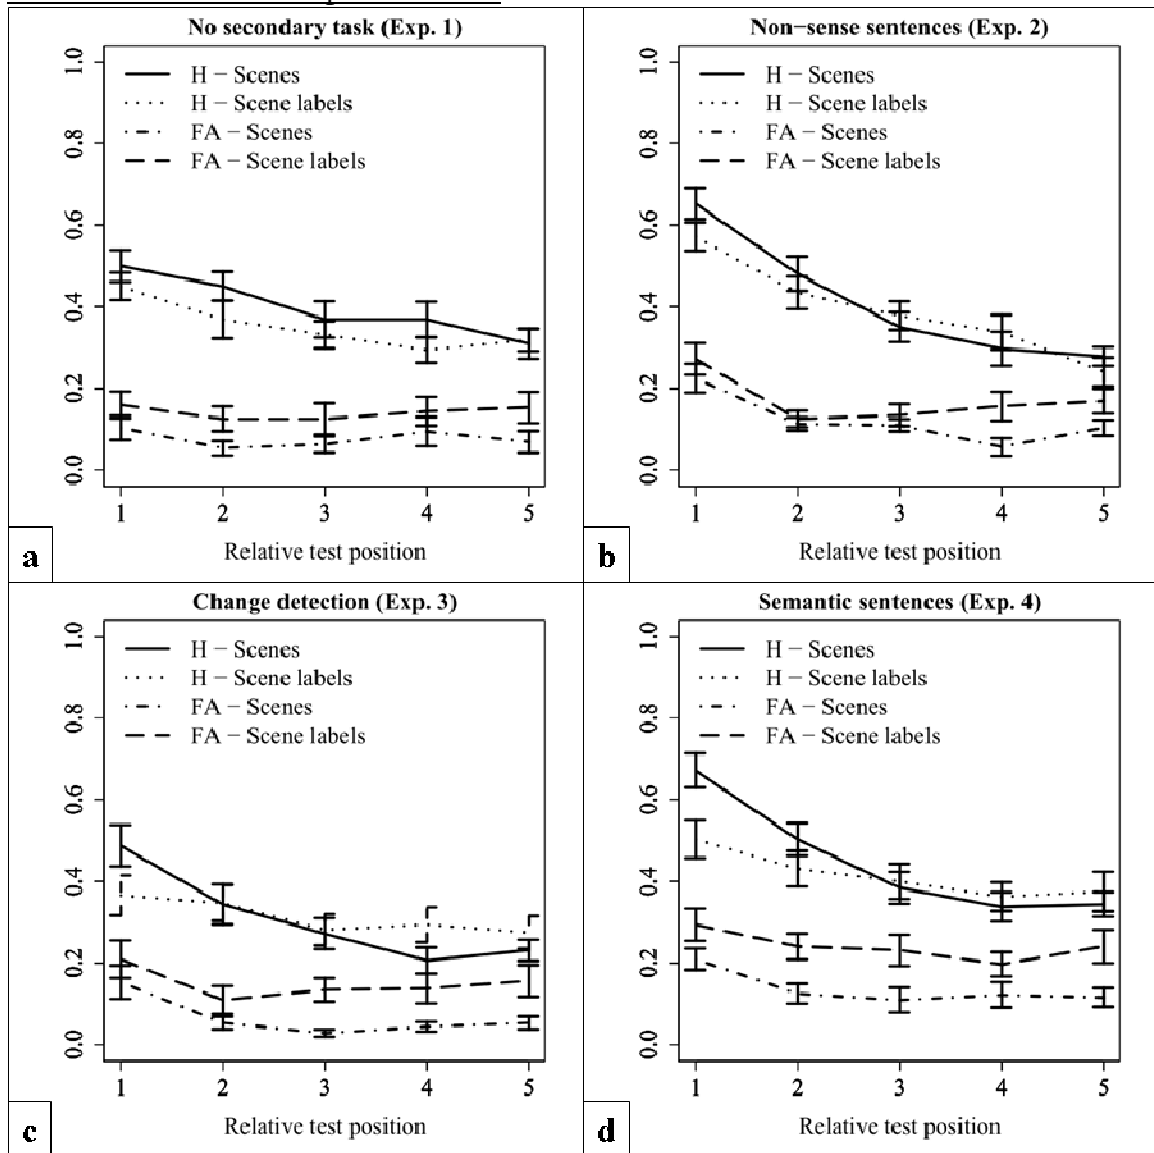 No secondary task (Exp. 1)
H − Scenes
H − Scene labels
FA − Scenes
FA − Scene labels
1.0
0.8
0.6
0.4
0.2
0.0
1 2 3 4 5
Relative test position
a
Non−sense sentences (Exp. 2)
H − Scenes
H − Scene labels
FA − Scenes
FA − Scene labels
1.0
0.8
0.6
0.4
0.2
0.0
1 2 3 4 5
Relative test position
b
Change detection (Exp. 3)
H − Scenes
H − Scene labels
FA − Scenes
FA − Scene labels
1.0
0.8
0.6
0.4
0.2
0.0
1 2 3 4 5
Relative test position
c
Semantic sentences (Exp. 4)
H − Scenes
H − Scene labels
FA − Scenes
FA − Scene labels
1.0
0.8
0.6
0.4
0.2
0.0
1 2 3 4 5
Relative test position
d